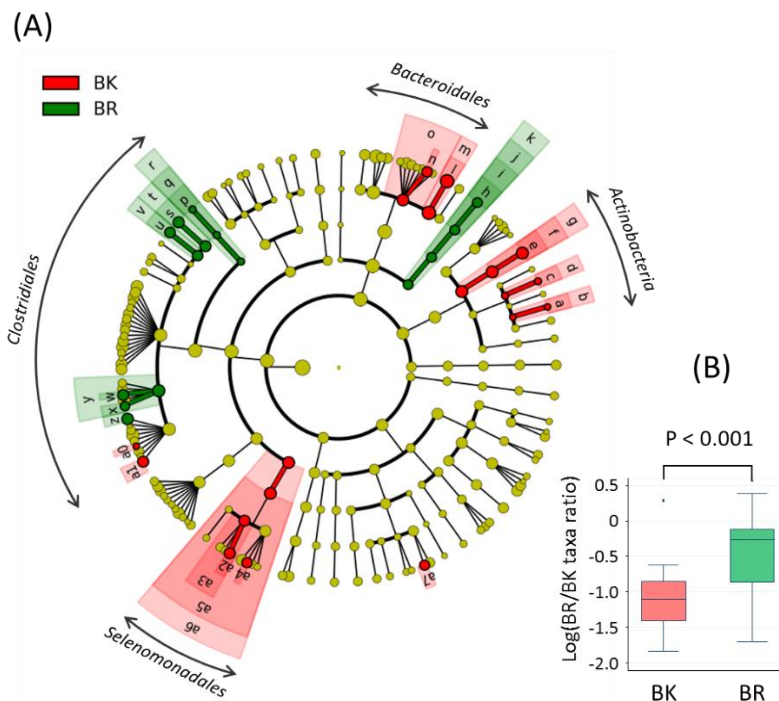 (A)
BK
BR
Bacteroidales
Clostridiales
Actinobacteria
Selenomonadales
r
q
p
t
s
v
u
o
n
m
l
k
j
i
h
g
f
e
d
c
b
a
y
w
x
z
a0
a1
a2
a4
a3
a5
a6
a7
(B)
P < 0.001
Log(BR/BK taxa ratio)
0.5
0
-0.5
-1.0
-1.5
-2.0
BK
BR